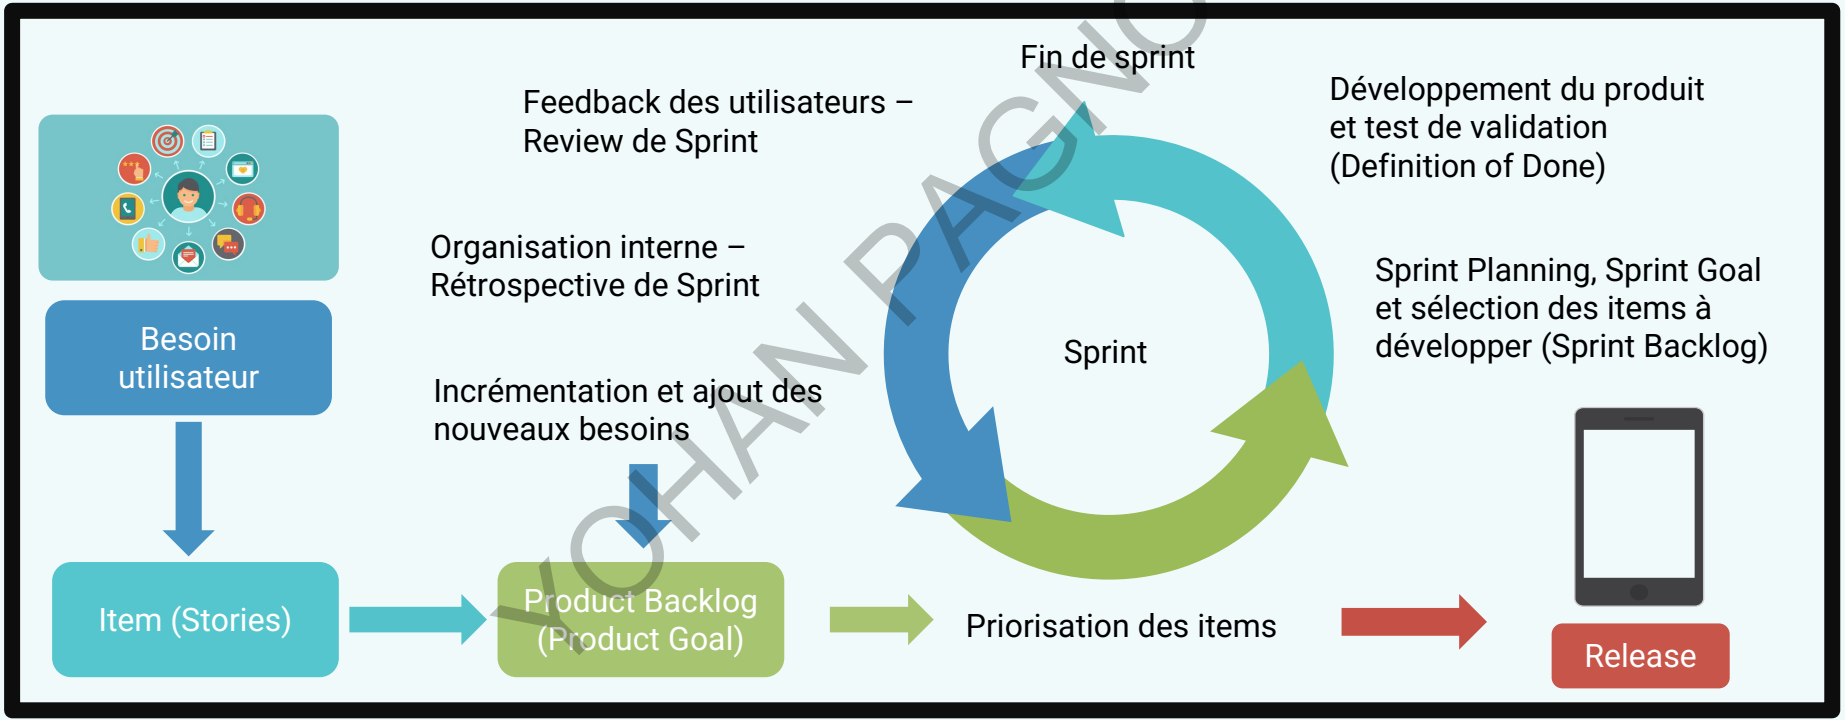 Fin de sprint
Feedback des utilisateurs –
Review de Sprint
Développement du produit
et test de validation
(Definition of Done)
Organisation interne –
Rétrospective de Sprint
Sprint Planning, Sprint Goal
et sélection des items à
développer (Sprint Backlog)
Besoin
utilisateur
Sprint
Incrémentation et ajout des
nouveaux besoins
Item (Stories)
Product Backlog
(Product Goal)
Priorisation des items
Release
YOHAN PAGNO